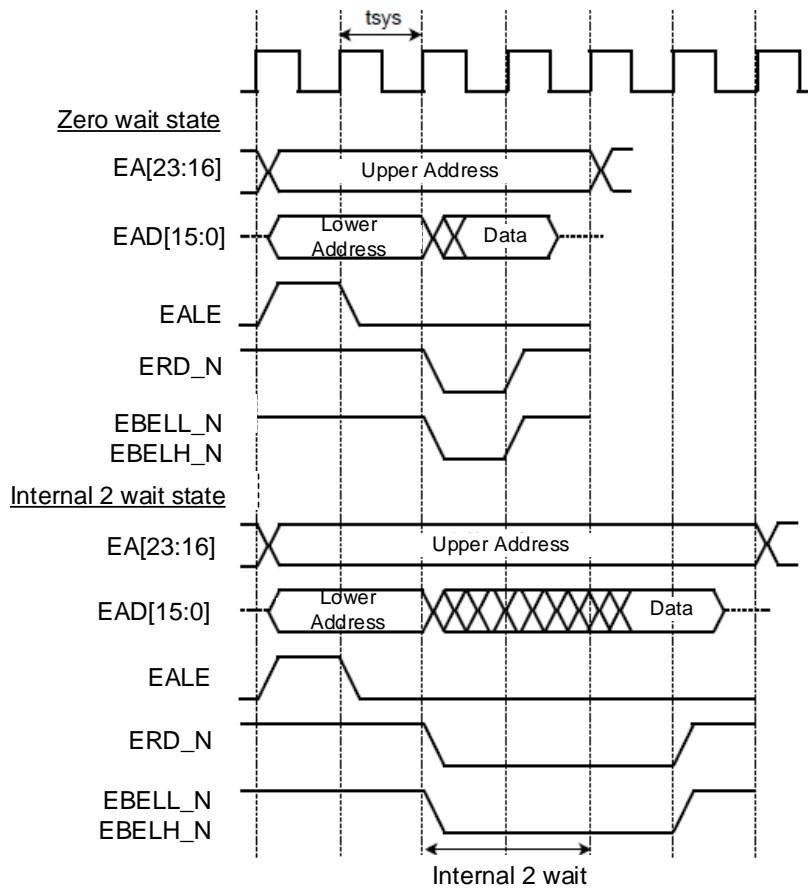 tsys
Zero wait state
EA[23:16]
Upper Address
EAD[15:0]
Lower
Address
Data
EALE
ERD_N
EBELL_N
EBELH_N
Internal 2 wait state
EA[23:16]
Upper Address
EAD[15:0]
Lower
Address
Data
EALE
ERD_N
EBELL_N
EBELH_N
Internal 2 wait